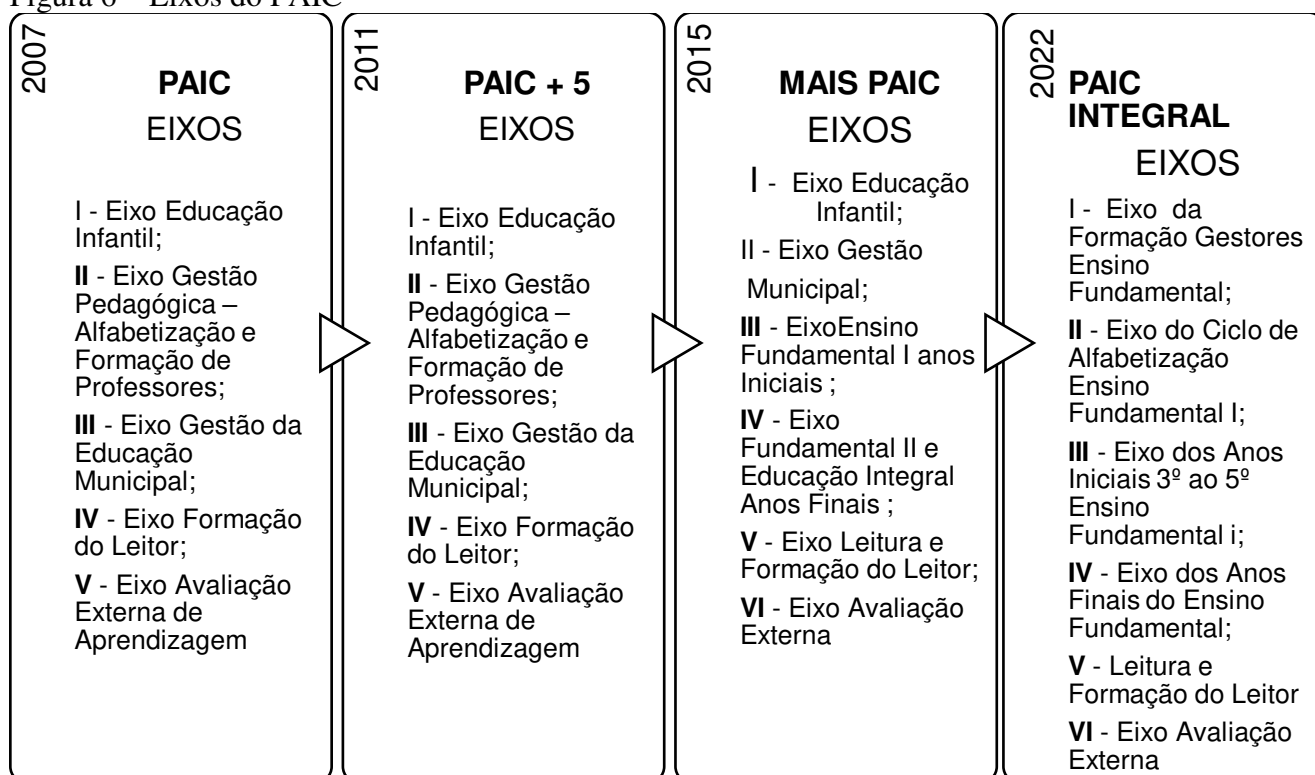 Figura 6 – Eixos do PAIC
2007
PAIC
EIXOS
I - Eixo Educação
Infantil;
II - Eixo Gestão
Pedagógica –
Alfabetização e
Formação de
Professores;
III - Eixo Gestão da
Educação
Municipal;
IV - Eixo Formação
do Leitor;
V - Eixo Avaliação
Externa de
Aprendizagem
2011
PAIC + 5
EIXOS
I - Eixo Educação
Infantil;
II - Eixo Gestão
Pedagógica –
Alfabetização e
Formação de
Professores;
III - Eixo Gestão da
Educação
Municipal;
IV - Eixo Formação
do Leitor;
V - Eixo Avaliação
Externa de
Aprendizagem
2015
MAIS PAIC
EIXOS
I - Eixo Educação
Infantil;
II - Eixo Gestão
Municipal;
III - EixoEnsino
Fundamental I anos
Iniciais ;
IV - Eixo
Fundamental II e
Educação Integral
Anos Finais ;
V - Eixo Leitura e
Formação do Leitor;
VI - Eixo Avaliação
Externa
2022
PAIC
INTEGRAL
EIXOS
I - Eixo da
Formação Gestores
Ensino
Fundamental;
II - Eixo do Ciclo de
Alfabetização
Ensino
Fundamental I;
III - Eixo dos Anos
Iniciais 3º ao 5º
Ensino
Fundamental i;
IV - Eixo dos Anos
Finais do Ensino
Fundamental;
V - Leitura e
Formação do Leitor
VI - Eixo Avaliação
Externa